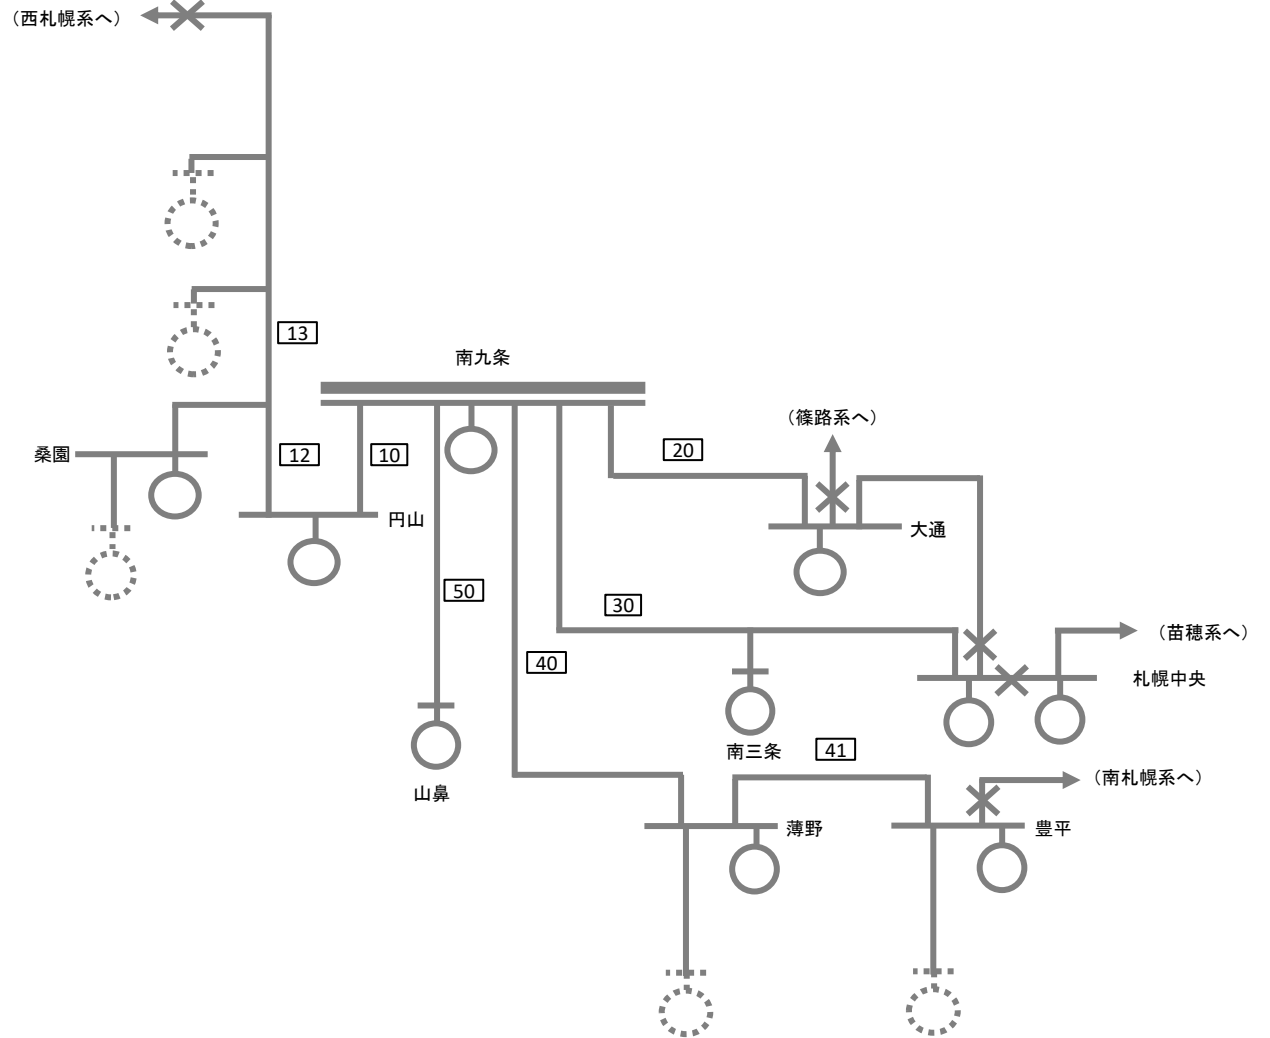 （西札幌系へ）
13
南九条
（篠路系へ）
桑園
12
10
20
円山
大通
50
30
（苗穂系へ）
40
札幌中央
南三条
41
（南札幌系へ）
山鼻
薄野
豊平